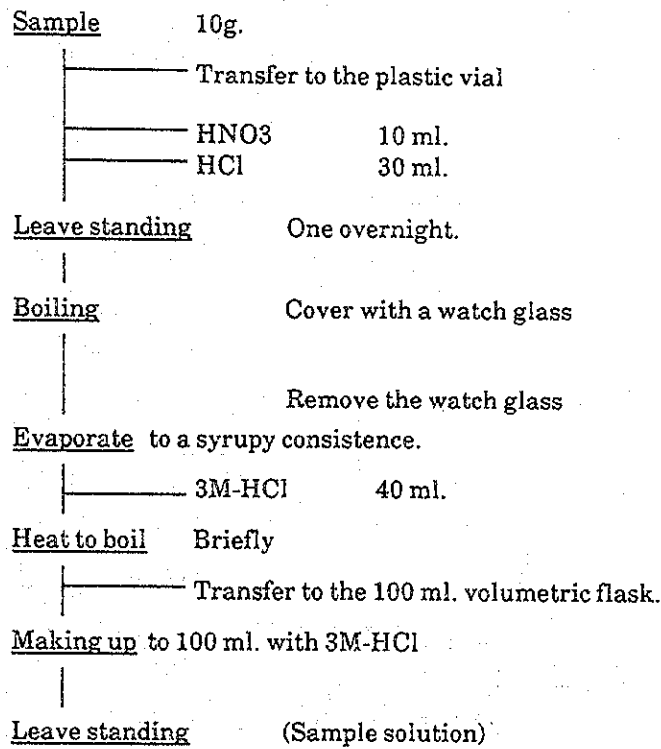 Sample 10g.
Transfer to the plastic vial
HNO3 10 ml.
HCl 30 ml.
Leave standing One overnight.
Boiling Cover with a watch glass
Remove the watch glass
Evaporate to a syrupy consistence.
3M-HCl 40 ml.
Heat to boil Briefly
Transfer to the 100 ml. volumetric flask.
Making up to 100 ml. with 3M-HCl
Leave standing (Sample solution)